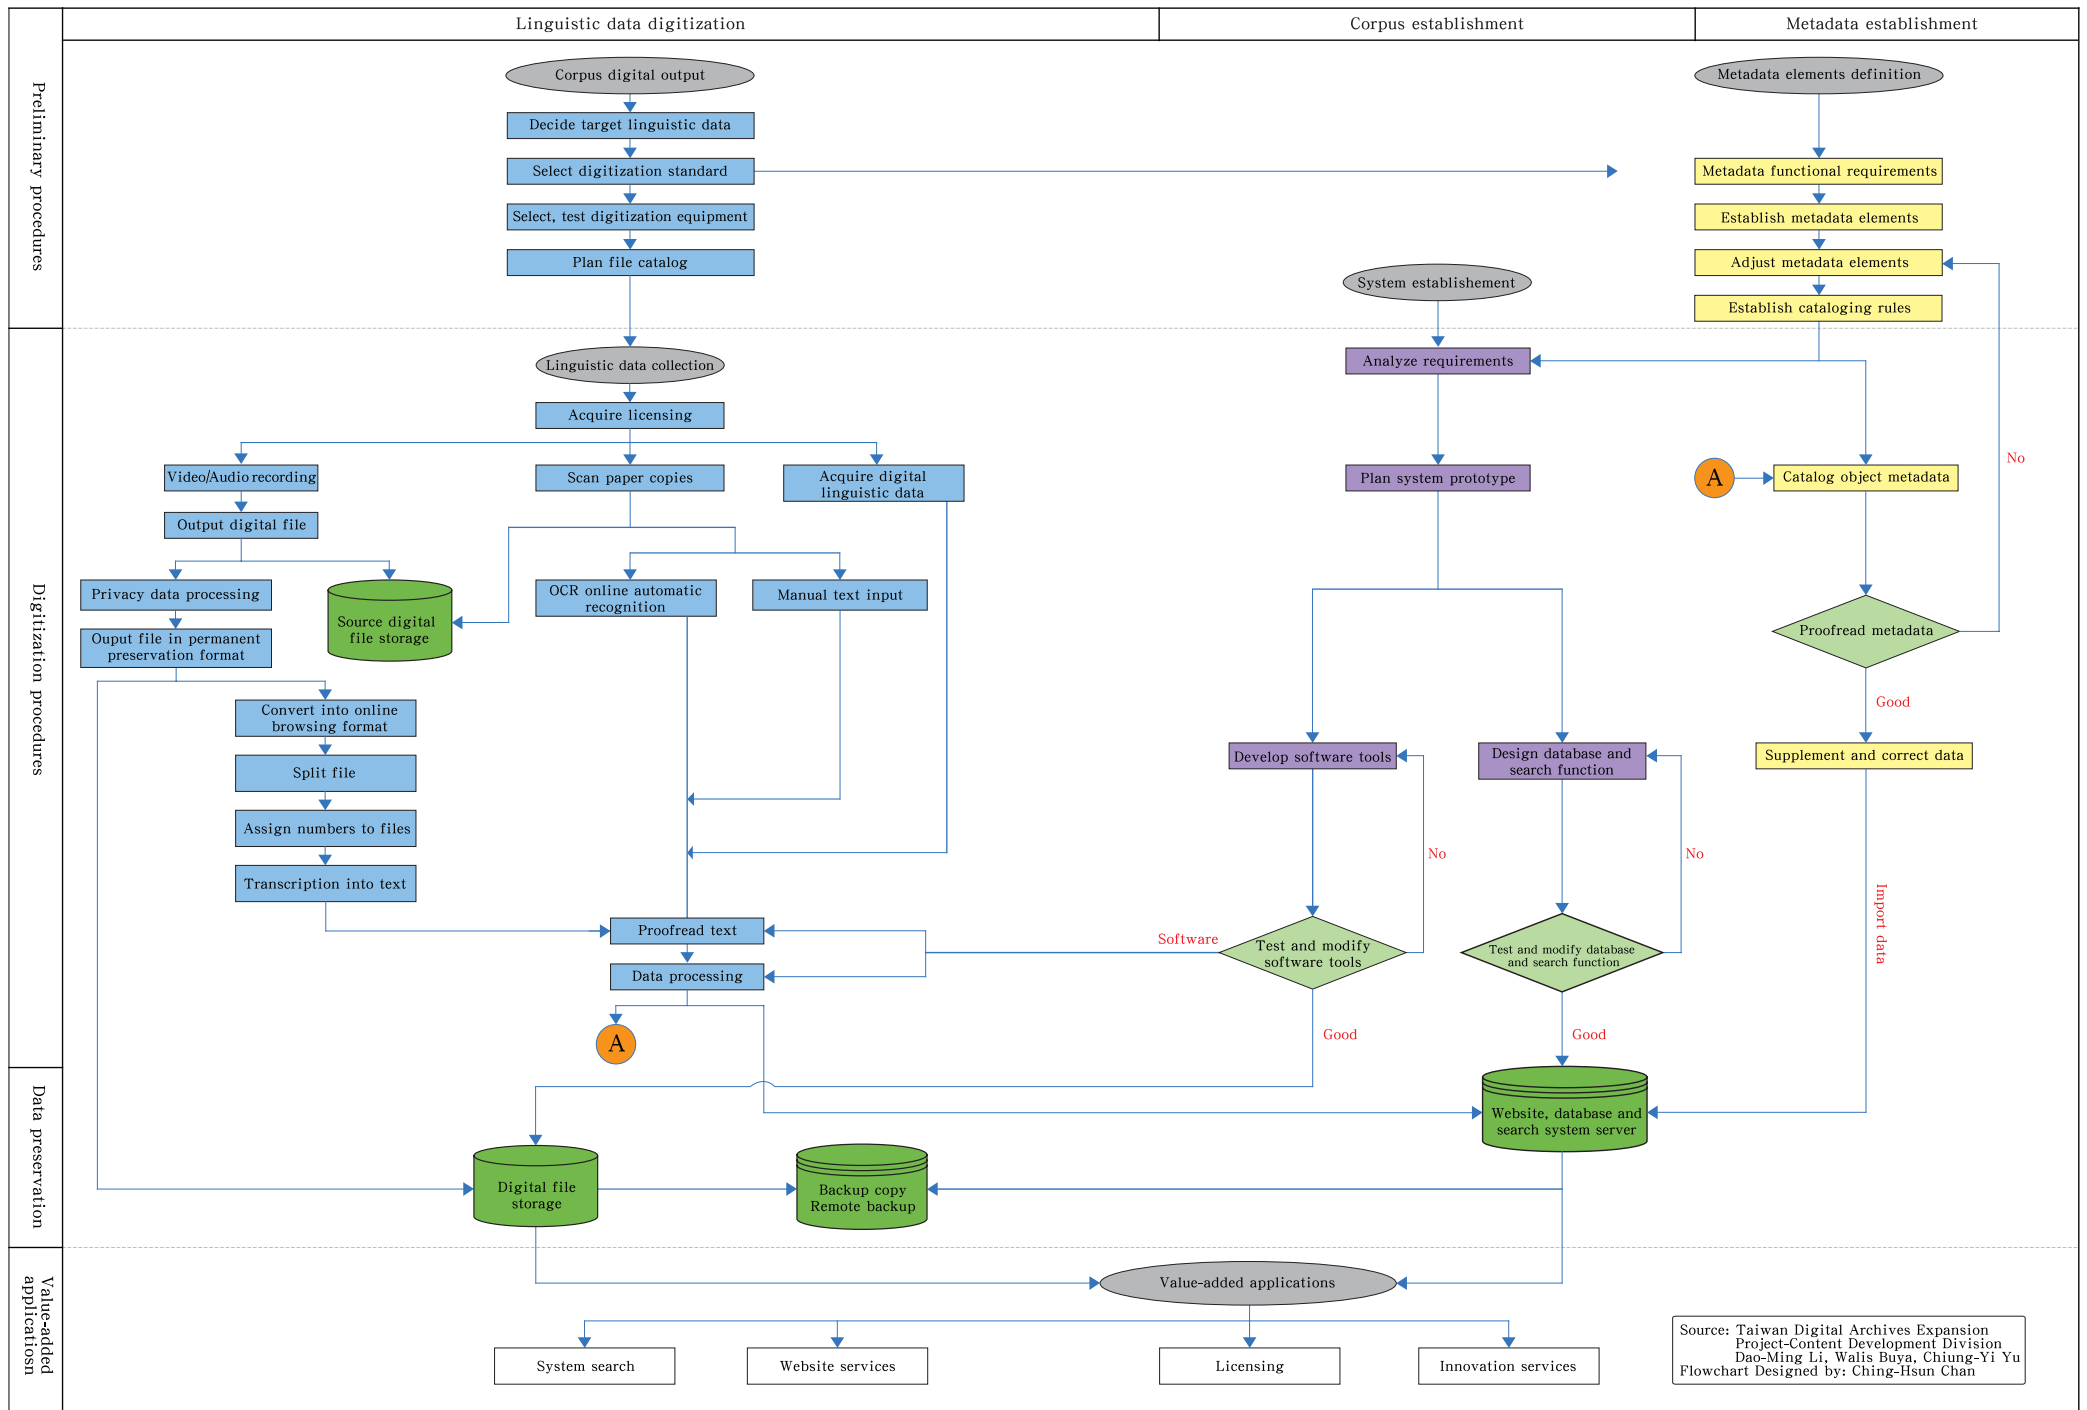 Linguistic data digitization
Corpus establishment
Metadata establishment
Preliminary procedures
Corpus digital output
Decide target linguistic data
Select digitization standard
Select, test digitization equipment
Plan file catalog
System establishement
Metadata elements definition
Metadata functional requirements
Establish metadata elements
Adjust metadata elements
Establish cataloging rules
Digitization procedures
Linguistic data collection
Acquire licensing
Video/Audio recording
Scan paper copies
Acquire digital
linguistic data
Output digital file
Privacy data processing
Source digital
file storage
OCR online automatic
recognition
Manual text input
Ouput file in permanent
preservation format
Convert into online
browsing format
Split file
Assign numbers to files
Transcription into text
Proofread text
Data processing
A
Analyze requirements
Plan system prototype
Develop software tools
Design database and
search function
No
No
Software
Test and modify
software tools
Test and modify database
and search function
Good
Good
A
Catalog object metadata
No
Proofread metadata
Good
Supplement and correct data
Import data
Data preservation
Website, database and
search system server
Digital file
storage
Backup copy
Remote backup
Value-added
applicatiosn
Value-added applications
System search
Website services
Licensing
Innovation services
Source: Taiwan Digital Archives Expansion
Project-Content Development Division
Dao-Ming Li, Walis Buya, Chiung-Yi Yu
Flowchart Designed by: Ching-Hsun Chan